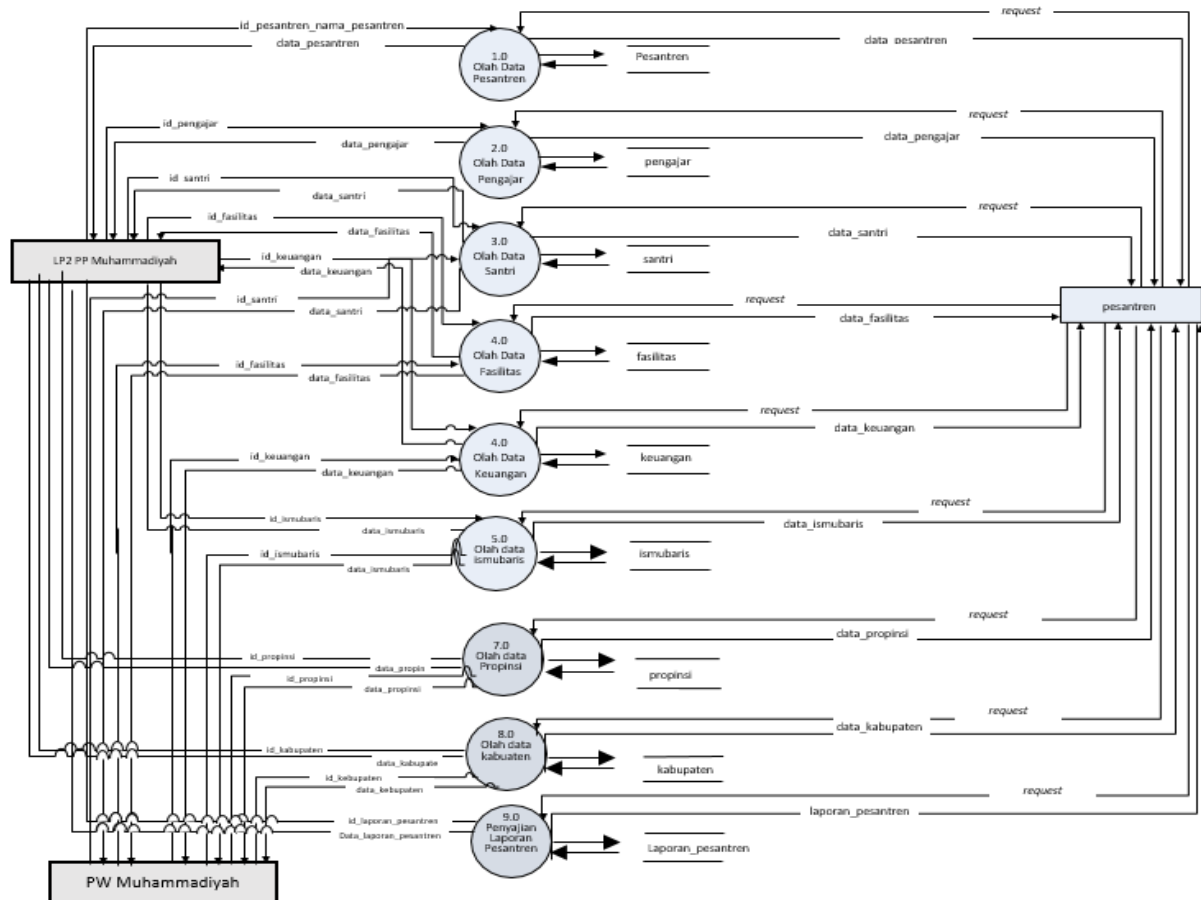 request
id_pesantren_nama_pesantren
data_pesantren
data_pesantren
1.0
Olah Data
Pesantren
Pesantren
request
id_pengajar
data_pengajar
data_pengajar
2.0
Olah Data
Pengajar
pengajar
id_santri
data_santri
request
id_fasilitas
data_fasilitas
data_santri
3.0
Olah Data
Santri
santri
LP2 PP Muhammadiyah
id_keuangan
data_keuangan
id_santri
data_santri
request
data_fasilitas
pesantren
4.0
Olah Data
Fasilitas
fasilitas
id_fasilitas
data_fasilitas
request
data_keuangan
4.0
Olah Data
Keuangan
keuangan
id_keuangan
data_keuangan
request
id_ismubaris
data_ismubaris
data_ismubaris
5.0
Olah data
ismubaris
ismubaris
id_ismubaris
data_ismubaris
request
data_propinsi
7.0
Olah data
Propinsi
propinsi
id_propinsi
data_propin
id_propinsi
data_propinsi
request
data_kabupaten
8.0
Olah data
kabuaten
kabupaten
id_kabupaten
data_kabupate
id_kebupaten
data_kebupaten
request
laporan_pesantren
9.0
Penyajian
Laporan
Pesantren
Laporan_pesantren
id_laporan_pesantren
Data_laporan_pesantren
PW Muhammadiyah